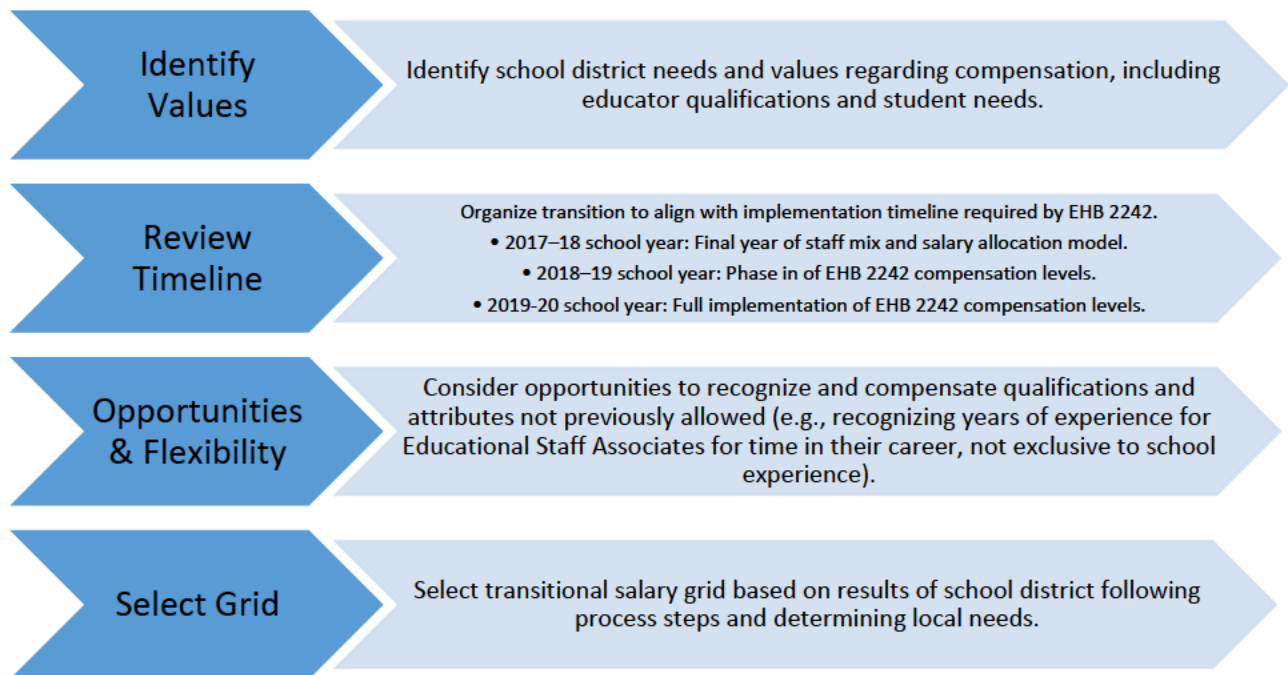 Identify
Values
Identify school district needs and values regarding compensation, including
educator qualifications and student needs.
Review
Timeline
Organize transition to align with implementation timeline required by EHB 2242.
• 2017–18 school year: Final year of staff mix and salary allocation model.
• 2018–19 school year: Phase in of EHB 2242 compensation levels.
• 2019-20 school year: Full implementation of EHB 2242 compensation levels.
Opportunities
& Flexibility
Consider opportunities to recognize and compensate qualifications and
attributes not previously allowed (e.g., recognizing years of experience for
Educational Staff Associates for time in their career, not exclusive to school
experience).
Select Grid
Select transitional salary grid based on results of school district following
process steps and determining local needs.